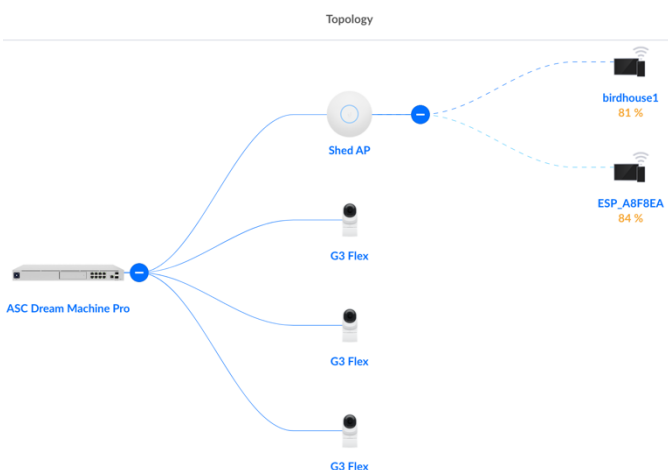 Topology
birdhouse1
81 %
Shed AP
ESP_A8F8EA
84 %
G3 Flex
ASC Dream Machine Pro
G3 Flex
G3 Flex